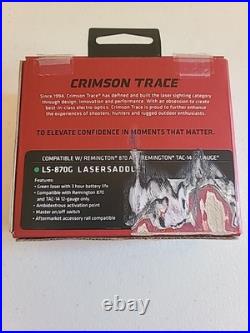 CRIMSON TRACE
Since 1994, Crimson Trace® has defined and built the laser sighting category
through design, innovation and performance. With an obsession to create
best-in-class electro-optics, Crimson Trace is proud to further enhance
the experiences of shooters, hunters and rugged outdoor enthusiasts.
TO ELEVATE CONFIDENCE IN MOMENTS THAT MATTER.
COMPATIBLE W/ REMINGTON® 870 REMINGTON® TAC-14 GAUGE
LS-870G LASERSADDL
Features:
• Green laser with 3 hour battery life
• Compatible with Remington 870
and TAC-14 12-gauge only
• Ambidextrous activation point
• Master on/off switch
• Aftermarket accessory rail compatible